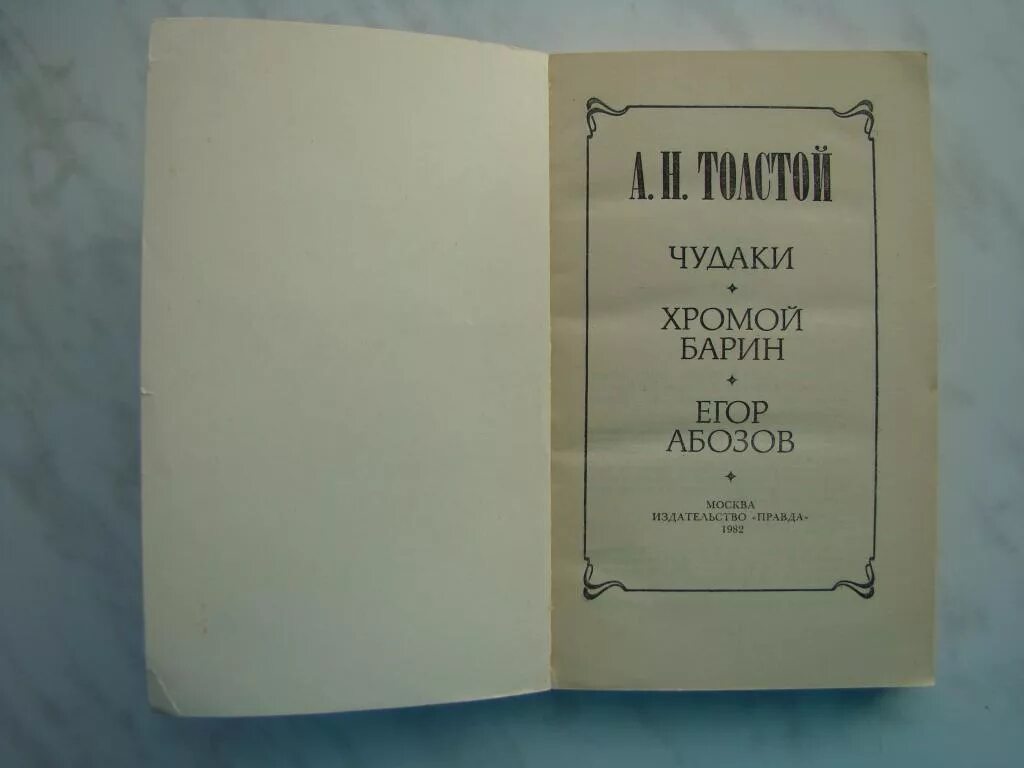 А. Н. ТОЛСТОЙ
ЧУДАКИ
ХРОМОЙ
БАРИН
ЕГОР
АБОЗОВ
МОСКВА
ИЗДАТЕЛЬСТВО «ПРАВДА»
1982